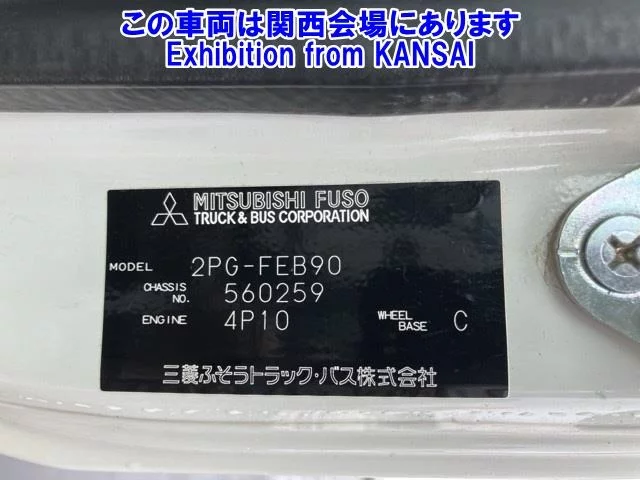 この車両は関西会場にあります
Exhibition from KANSAI
MITSUBISHI FUSO
TRUCK & BUS CORPORATION
MODEL 2PG-FEB90
CHASSIS NO. 560259
ENGINE 4P10 WHEEL BASE C
三菱ふそうトラック・バス株式会社